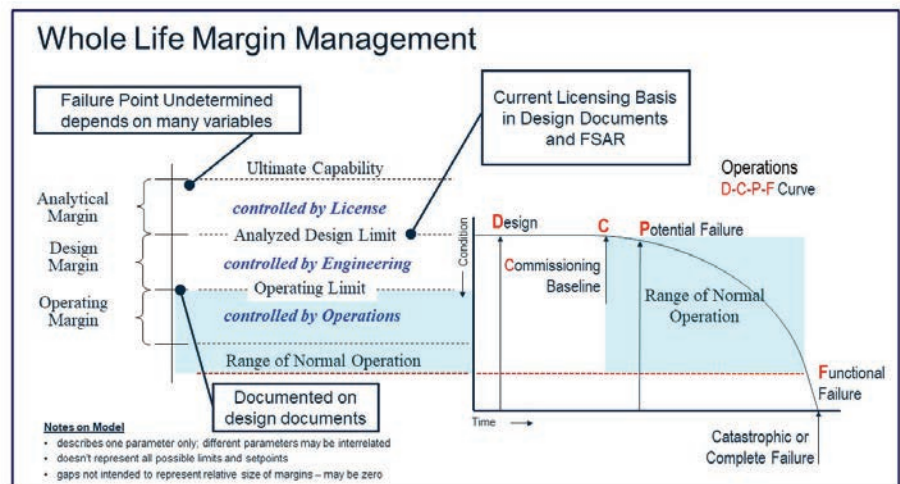 Whole Life Margin Management
Failure Point Undetermined
depends on many variables
Current Licensing Basis
in Design Documents
and FSAR
Ultimate Capability
Analytical
Margin
controlled by License
Analyzed Design Limit
Design
Margin
controlled by Engineering
Operating Limit
Operating
Margin
controlled by Operations
Range of Normal Operation
Documented on
design documents
Operations
D-C-P-F Curve
Condition
Design
C
Potential Failure
Commissioning
Baseline
Range of Normal
Operation
Functional
Failure
Time
Catastrophic or
Complete Failure
Notes on Model
• describes one parameter only; different parameters may be interrelated
• doesn't represent all possible limits and setpoints
• gaps not intended to represent relative size of margins – may be zero